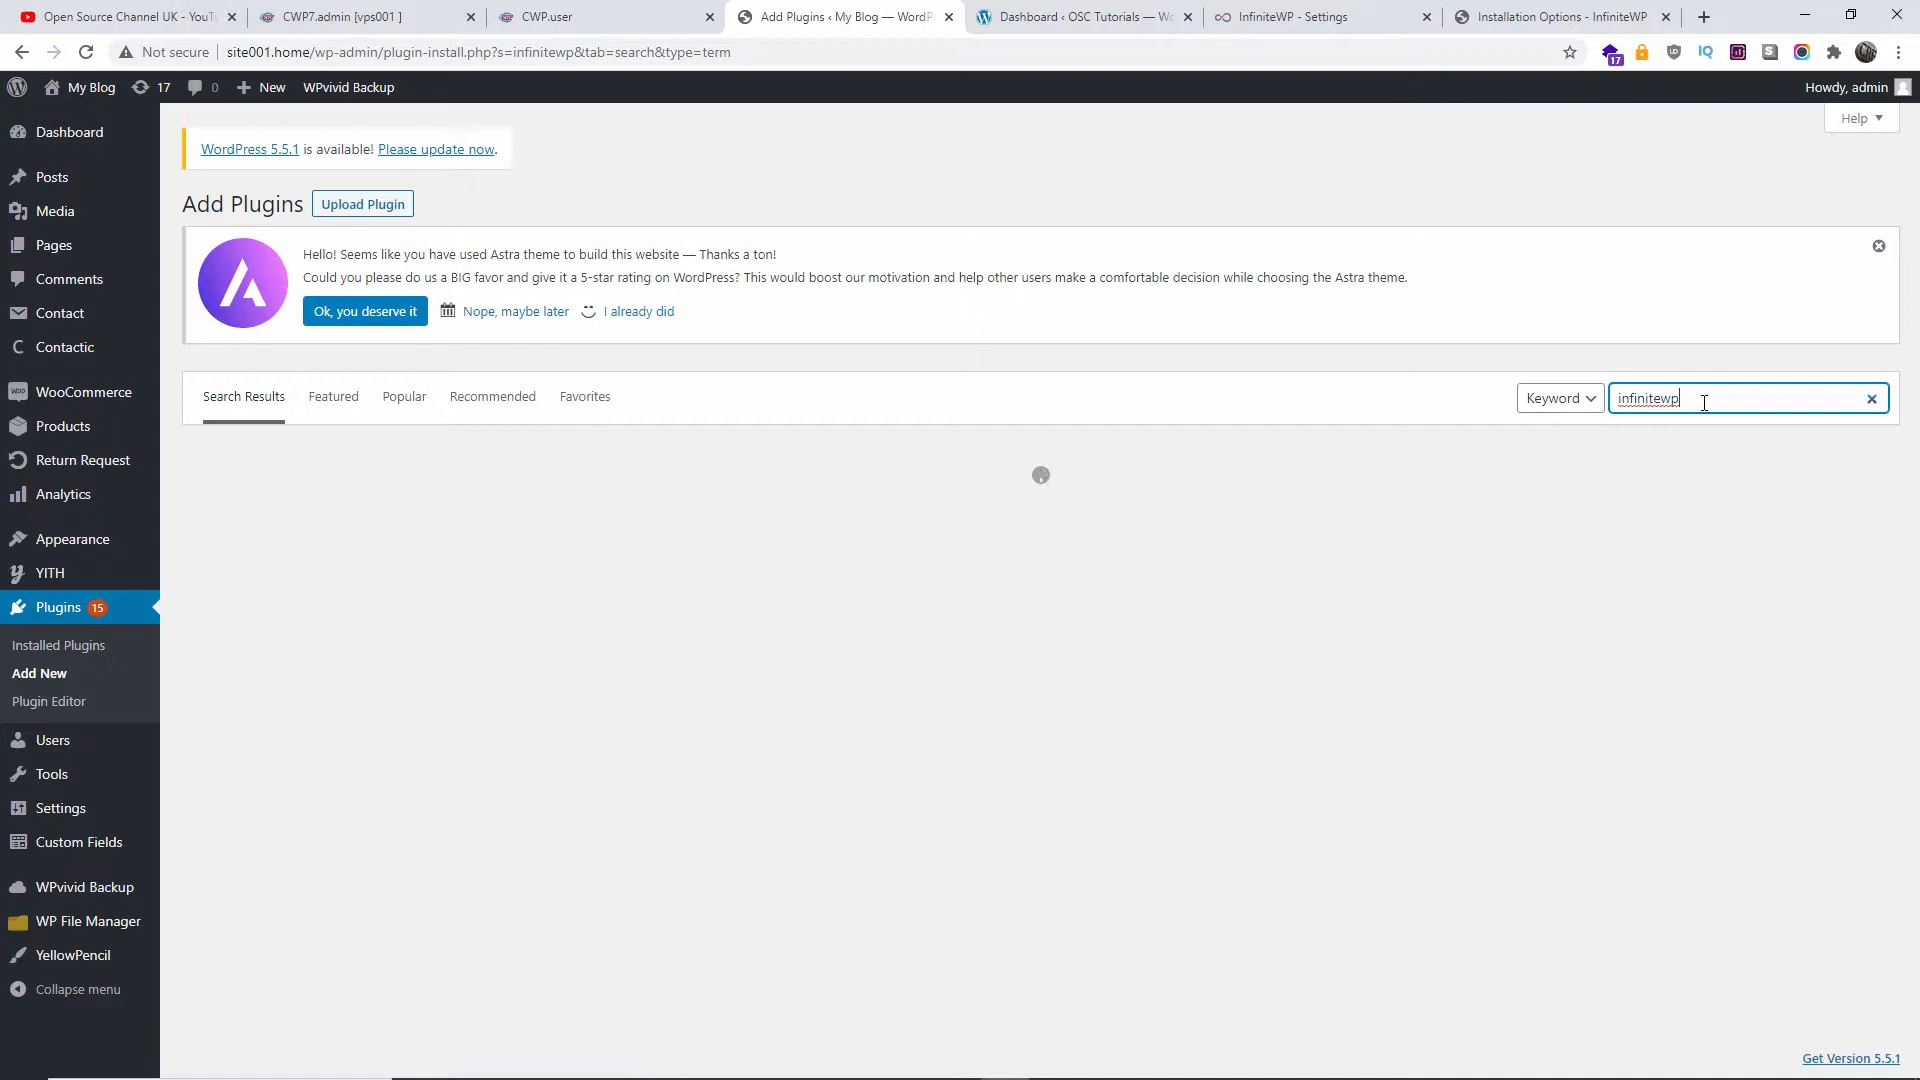 Open Source Channel UK - YouTu
CWP7.admin [vps001 ]
CWP.user
Add Plugins ‹ My Blog — WordPr
Dashboard ‹ OSC Tutorials — Wo
InfiniteWP - Settings
Installation Options - InfiniteWP
Not secure
site001.home/wp-admin/plugin-install.php?s=infinitewp&tab=search&type=term
17
My Blog
17
0
New
WPvivid Backup
Howdy, admin
Help
Dashboard
Posts
Media
Pages
Comments
Contact
Contactic
WooCommerce
Products
Return Request
Analytics
Appearance
YITH
Plugins 15
Installed Plugins
Add New
Plugin Editor
Users
Tools
Settings
Custom Fields
WPvivid Backup
WP File Manager
YellowPencil
Collapse menu
WordPress 5.5.1 is available! Please update now.
Add Plugins
Upload Plugin
Hello! Seems like you have used Astra theme to build this website — Thanks a ton!
Could you please do us a BIG favor and give it a 5-star rating on WordPress? This would boost our motivation and help other users make a comfortable decision while choosing the Astra theme.
Ok, you deserve it
Nope, maybe later
I already did
Search Results
Featured
Popular
Recommended
Favorites
Keyword
infinitewp
Get Version 5.5.1